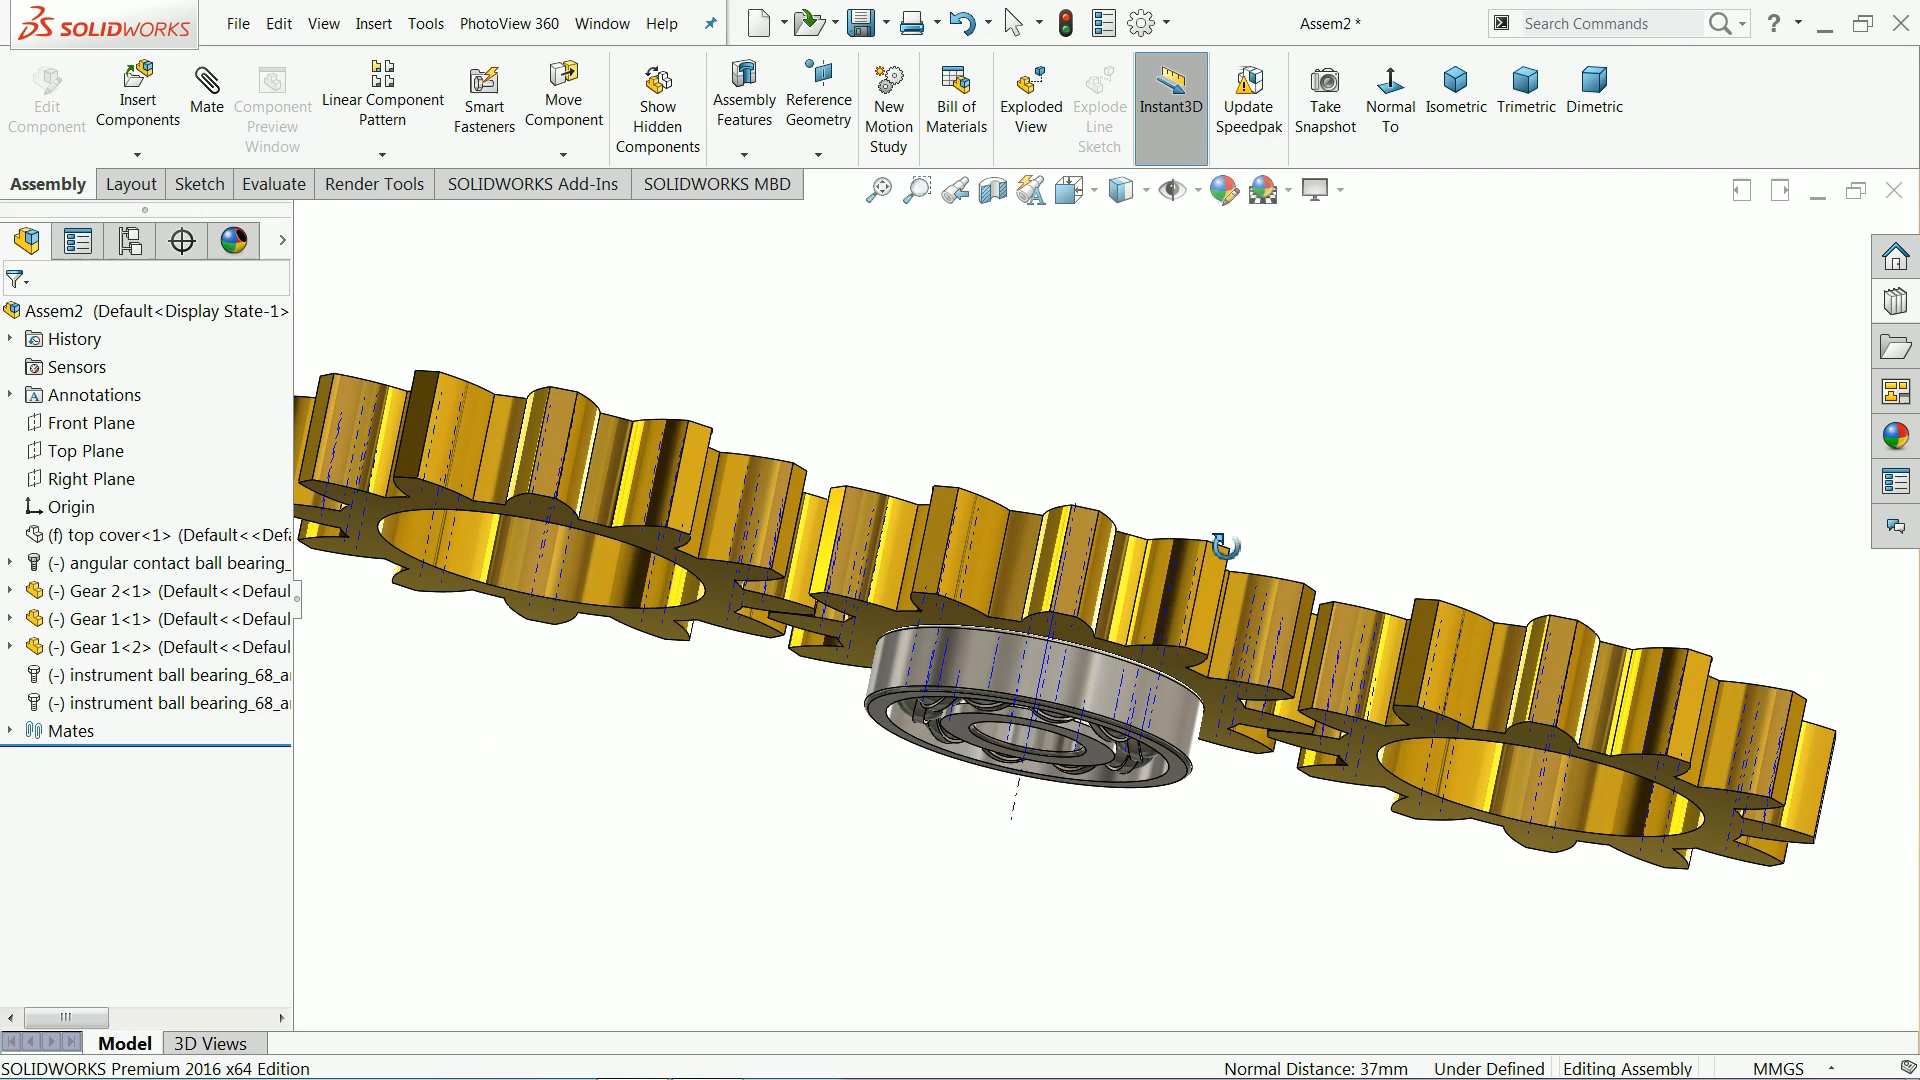 SOLIDWORKS
File Edit View Insert Tools PhotoView 360 Window Help
Assem2 *
Search Commands
?
Edit Component
Insert Components
Mate
Component Preview Window
Linear Component Pattern
Smart Fasteners
Move Component
Show Hidden Components
Assembly Features
Reference Geometry
New Motion Study
Bill of Materials
Exploded View
Explode Line Sketch
Instant3D
Update Speedpak
Take Snapshot
Normal To
Isometric
Trimetric
Dimetric
Assembly Layout Sketch Evaluate Render Tools SOLIDWORKS Add-Ins SOLIDWORKS MBD
Assem2 (Default<Display State-1>
History
Sensors
Annotations
Front Plane
Top Plane
Right Plane
Origin
(f) top cover<1> (Default<<Defa
(-) angular contact ball bearing_
(-) Gear 2<1> (Default<<Defaul
(-) Gear 1<1> (Default<<Defaul
(-) Gear 1<2> (Default<<Defaul
(-) instrument ball bearing_68_a
(-) instrument ball bearing_68_a
Mates
Model 3D Views
SOLIDWORKS Premium 2016 x64 Edition
Normal Distance: 37mm Under Defined Editing Assembly MMGS